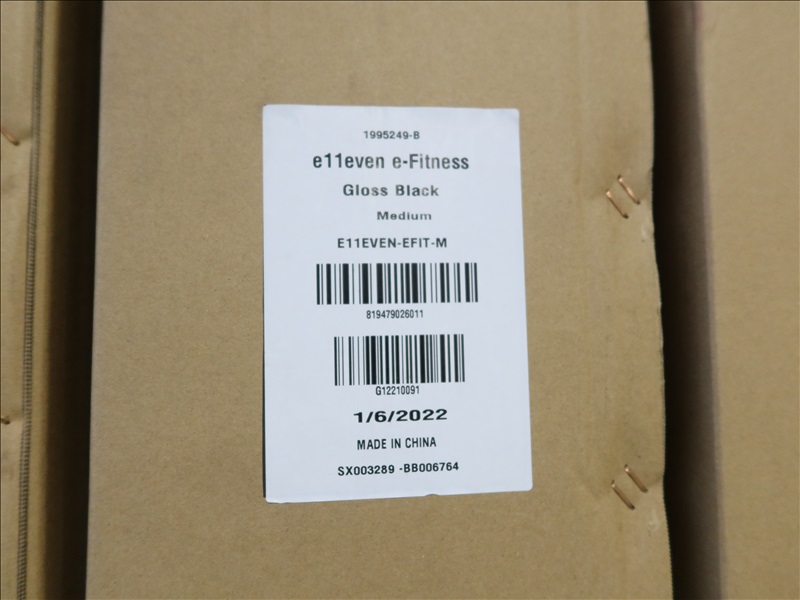 1995249-B
e11even e-Fitness
Gloss Black
Medium
E11EVEN-EFIT-M
819479026011
G12210091
1/6/2022
MADE IN CHINA
SX003289 -BB006764